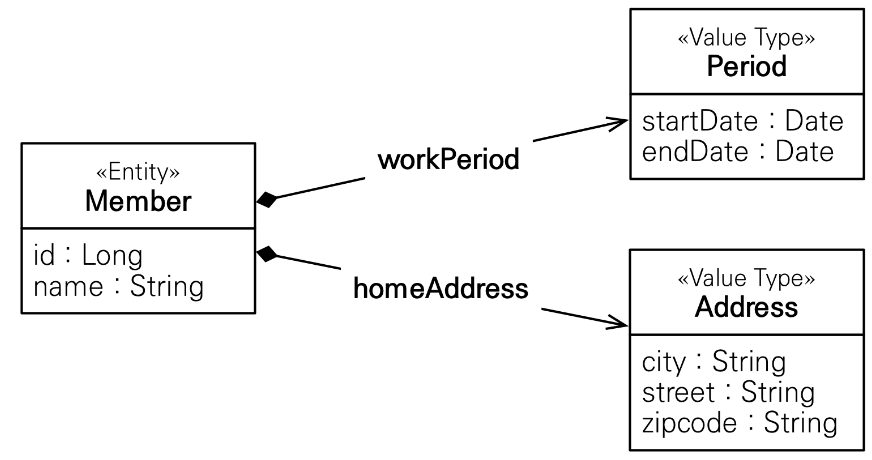 «Entity»
Member
id : Long
name : String
workPeriod
homeAddress
«Value Type»
Period
startDate : Date
endDate : Date
«Value Type»
Address
city : String
street : String
zipcode : String